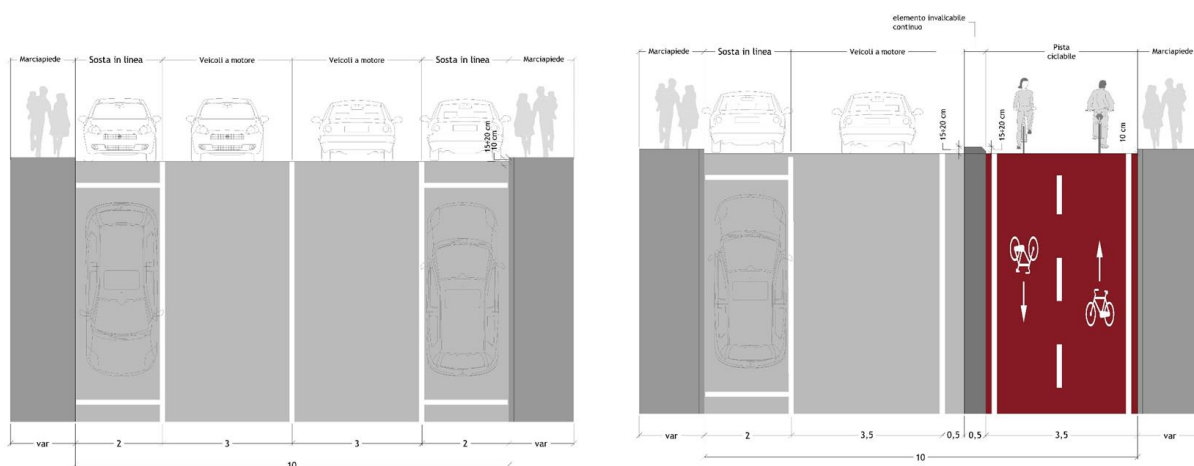 Marciapiede
Sosta in linea
Veicoli a motore
Veicoli a motore
Sosta in linea
Marciapiede
15÷20 cm
10 cm
var
2
3
3
2
var
10
elemento invalicabile
continuo
Marciapiede
Sosta in linea
Veicoli a motore
Pista
ciclabile
Marciapiede
15÷20 cm
15÷20 cm
10 cm
var
2
3,5
0,5
0,5
3,5
var
10